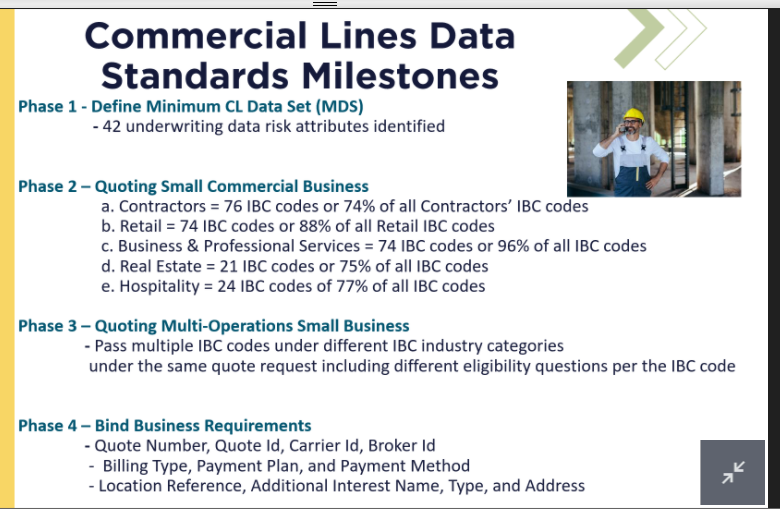 Commercial Lines Data
Standards Milestones
Phase 1 - Define Minimum CL Data Set (MDS)
- 42 underwriting data risk attributes identified
Phase 2 – Quoting Small Commercial Business
a. Contractors = 76 IBC codes or 74% of all Contractors' IBC codes
b. Retail = 74 IBC codes or 88% of all Retail IBC codes
c. Business & Professional Services = 74 IBC codes or 96% of all IBC codes
d. Real Estate = 21 IBC codes or 75% of all IBC codes
e. Hospitality = 24 IBC codes of 77% of all IBC codes
Phase 3 – Quoting Multi-Operations Small Business
- Pass multiple IBC codes under different IBC industry categories
under the same quote request including different eligibility questions per the IBC code
Phase 4 – Bind Business Requirements
- Quote Number, Quote Id, Carrier Id, Broker Id
- Billing Type, Payment Plan, and Payment Method
- Location Reference, Additional Interest Name, Type, and Address